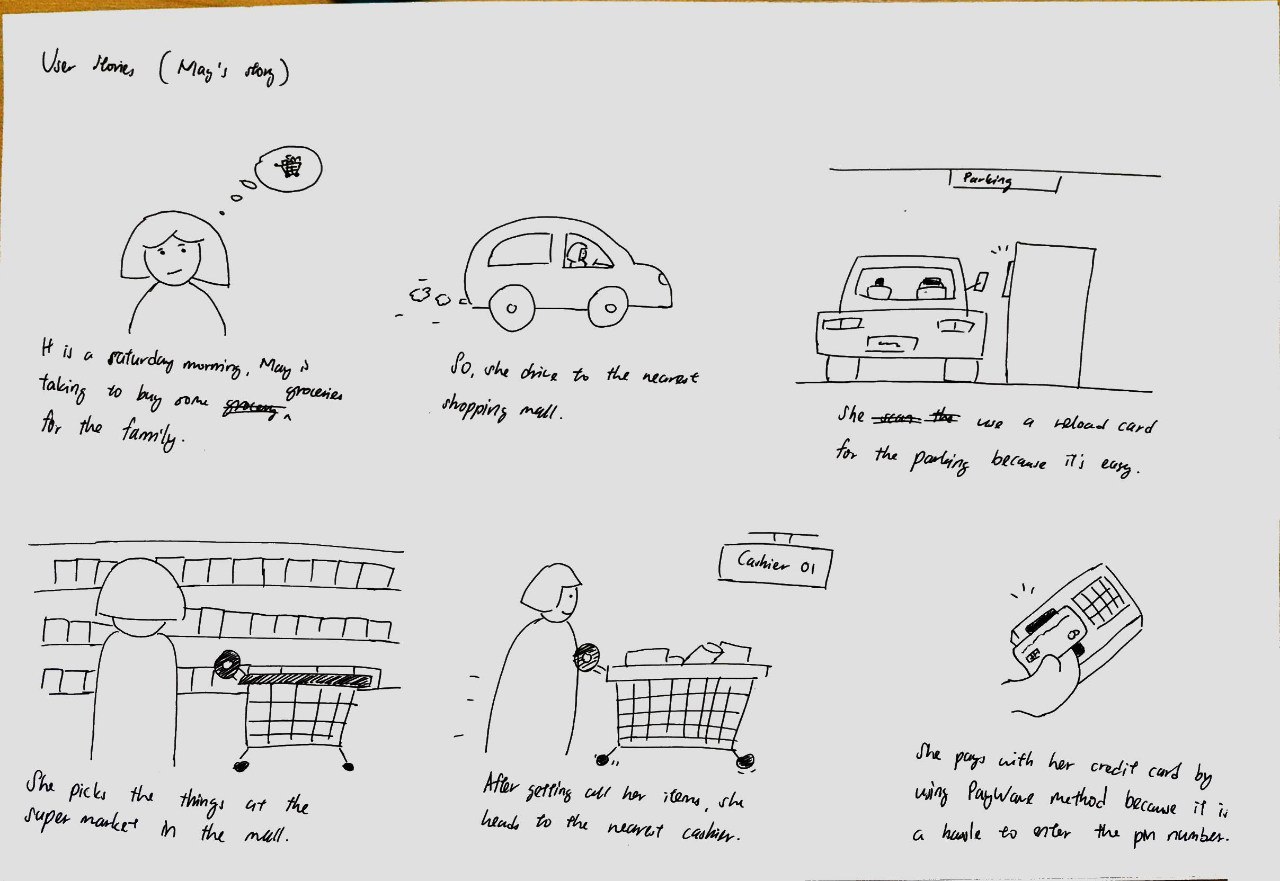 User Stories (May's story)
It is a saturday morning, May is
taking to buy some grocery groceries
for the family.
So, she drive to the nearest
shopping mall.
Parking
She scan the use a reload card
for the parking because it's easy.
She picks the things at the
super market in the mall.
Cashier 01
After getting all her items, she
heads to the nearest cashier.
She pays with her credit card by
using PayWave method because it is
a hassle to enter the pin number.